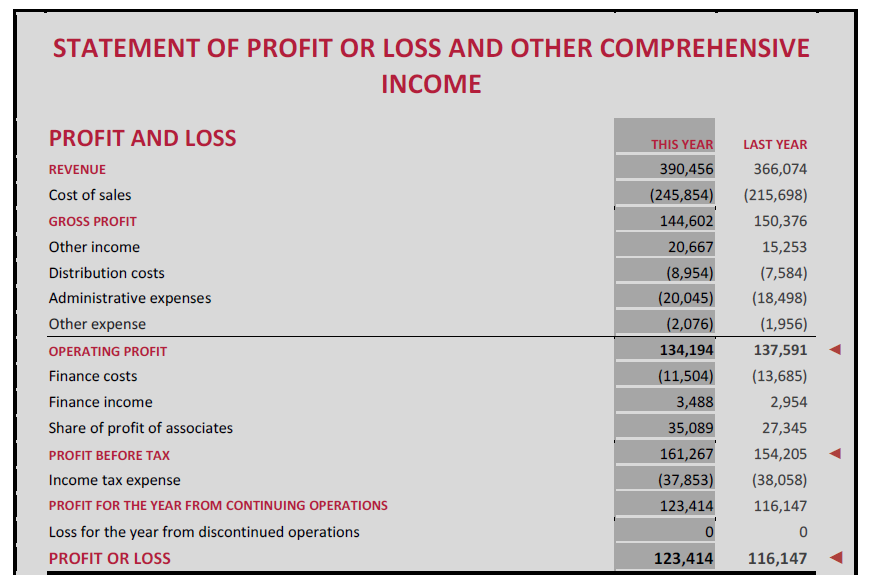 STATEMENT OF PROFIT OR LOSS AND OTHER COMPREHENSIVE
INCOME
PROFIT AND LOSS THIS YEAR LAST YEAR
REVENUE 390,456 366,074
Cost of sales (245,854) (215,698)
GROSS PROFIT 144,602 150,376
Other income 20,667 15,253
Distribution costs (8,954) (7,584)
Administrative expenses (20,045) (18,498)
Other expense (2,076) (1,956)
OPERATING PROFIT 134,194 137,591
Finance costs (11,504) (13,685)
Finance income 3,488 2,954
Share of profit of associates 35,089 27,345
PROFIT BEFORE TAX 161,267 154,205
Income tax expense (37,853) (38,058)
PROFIT FOR THE YEAR FROM CONTINUING OPERATIONS 123,414 116,147
Loss for the year from discontinued operations 0 0
PROFIT OR LOSS 123,414 116,147